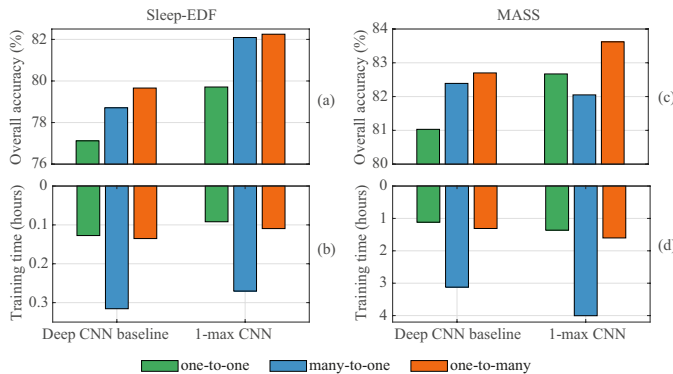 Sleep-EDF
MASS
Overall accuracy (%)
82
80
78
76
(a)
Overall accuracy (%)
84
83
82
81
80
(c)
Training time (hours)
0
0.1
0.2
0.3
(b)
Deep CNN baseline
1-max CNN
Training time (hours)
0
1
2
3
4
(d)
Deep CNN baseline
1-max CNN
one-to-one
many-to-one
one-to-many